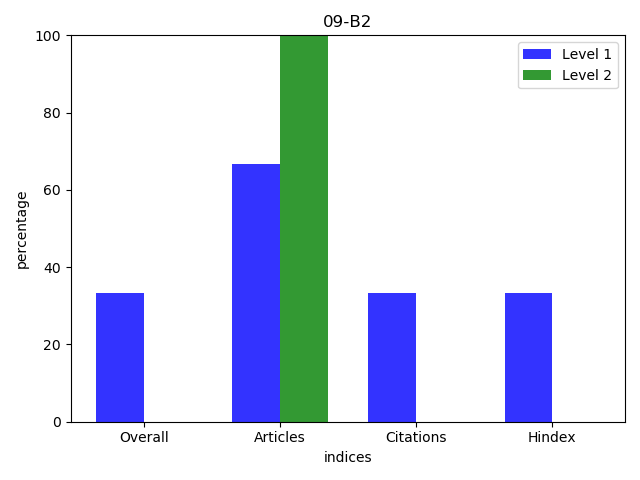 09-B2
Level 1
Level 2
percentage
100
80
60
40
20
0
Overall
Articles
Citations
Hindex
indices